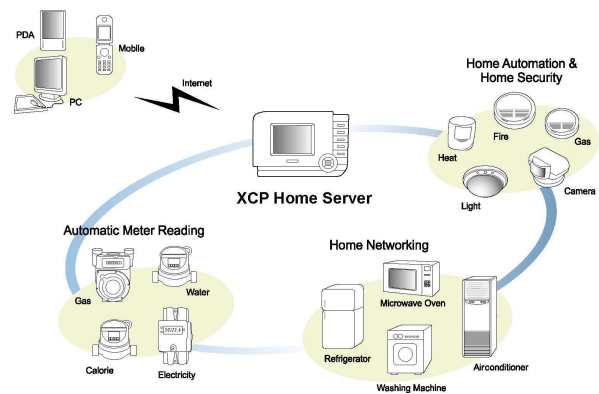 PDA
Mobile
PC
Internet
XCP Home Server
Home Automation &
Home Security
Heat
Fire
Gas
Light
Camera
Automatic Meter Reading
Gas
Water
Calorie
Electricity
Home Networking
Refrigerator
Microwave Oven
Washing Machine
Airconditioner